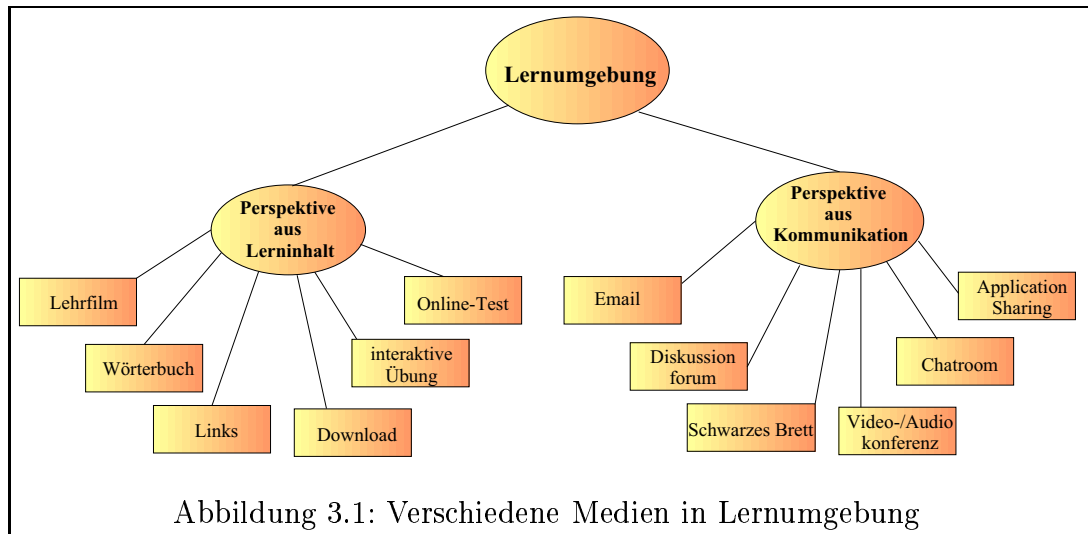 Lernumgebung
Perspektive
aus
Lerninhalt
Perspektive
aus
Kommunikation
Lehrfilm
Wörterbuch
Links
Download
interaktive
Übung
Online-Test
Email
Diskussion
forum
Schwarzes Brett
Video-/Audio
konferenz
Chatroom
Application
Sharing
Abbildung 3.1: Verschiedene Medien in Lernumgebung